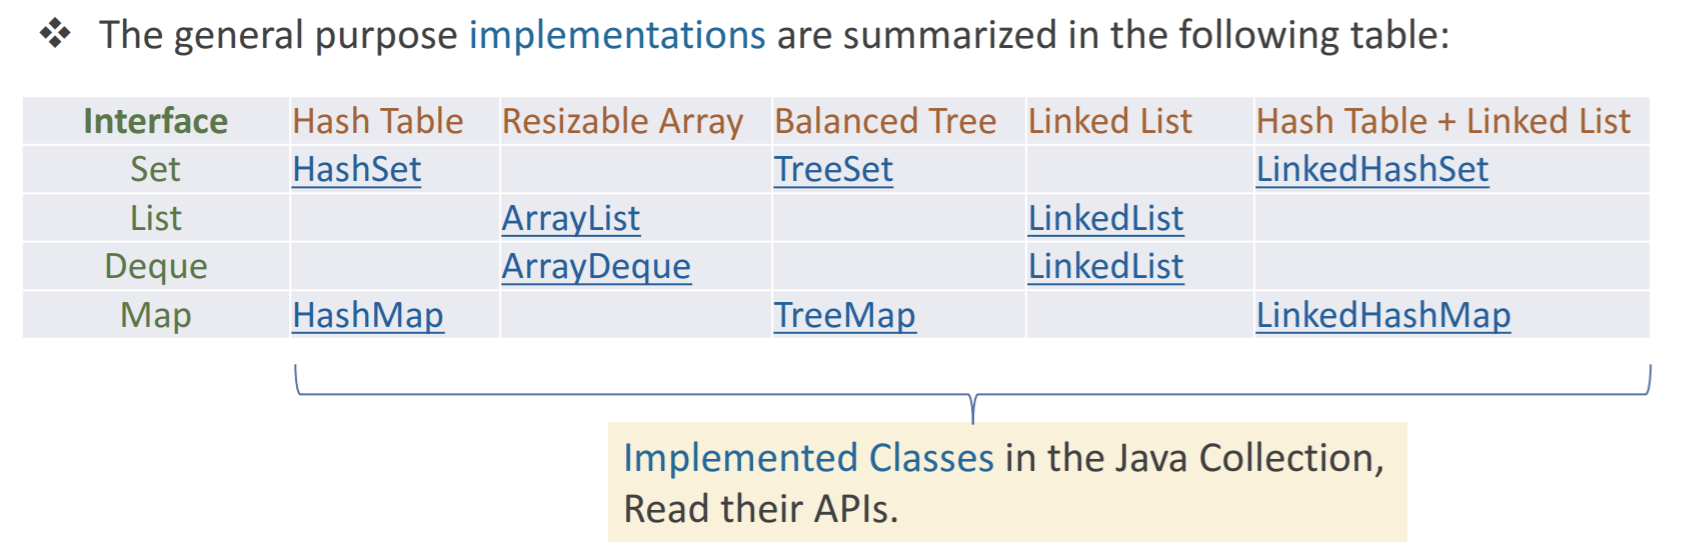 ❖ The general purpose implementations are summarized in the following table:
Interface Hash Table Resizable Array Balanced Tree Linked List Hash Table + Linked List
Set HashSet TreeSet LinkedHashSet
List ArrayList LinkedList
Deque ArrayDeque LinkedList
Map HashMap TreeMap LinkedHashMap
Implemented Classes in the Java Collection,
Read their APIs.